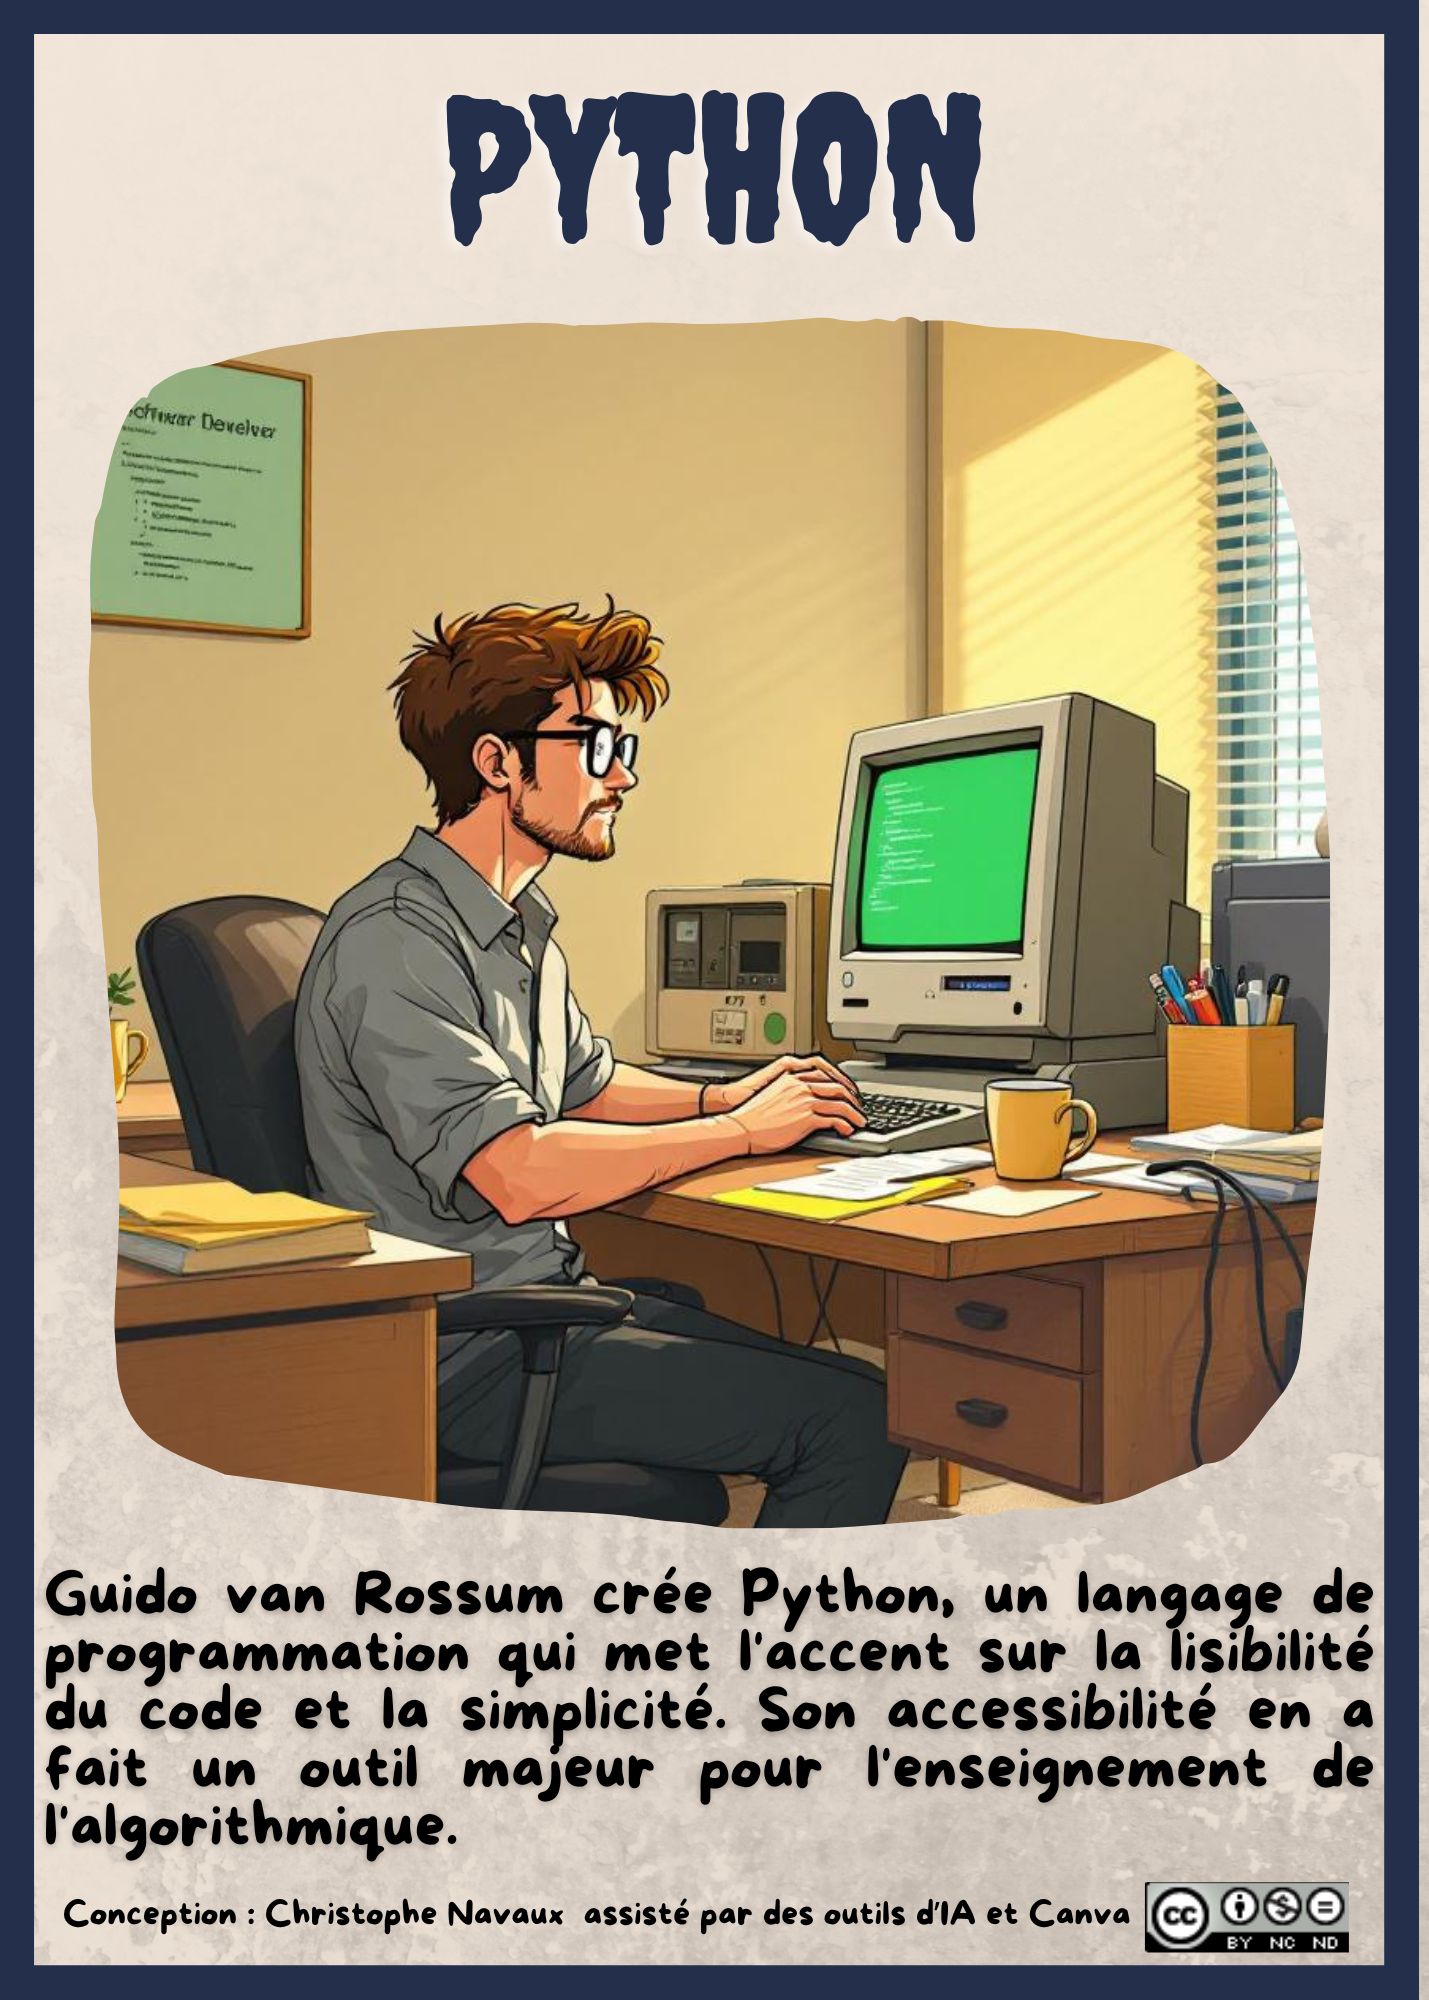 PYTHON
Guido van Rossum crée Python, un langage de
programmation qui met l'accent sur la lisibilité
du code et la simplicité. Son accessibilité en a
fait un outil majeur pour l'enseignement de
l'algorithmique.
Conception : Christophe Navaux assisté par des outils d'IA et Canva
cc
BY NC ND